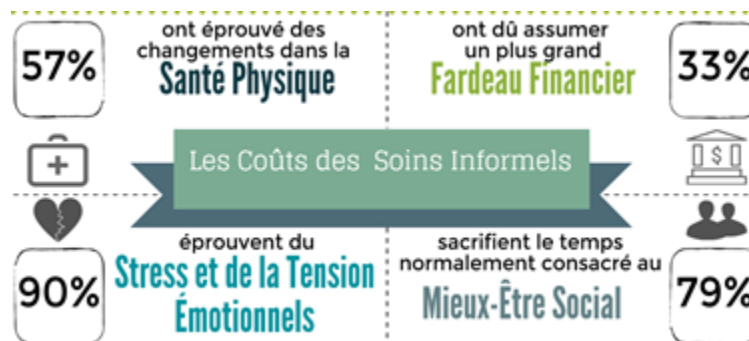 57%
ont éprouvé des
changements dans la
Santé Physique
ont dû assumer
un plus grand
Fardeau Financier
33%
Les Coûts des Soins Informels
90%
éprouvent du
Stress et de la Tension
Émotionnels
sacrifient le temps
normalement consacré au
Mieux-Être Social
79%